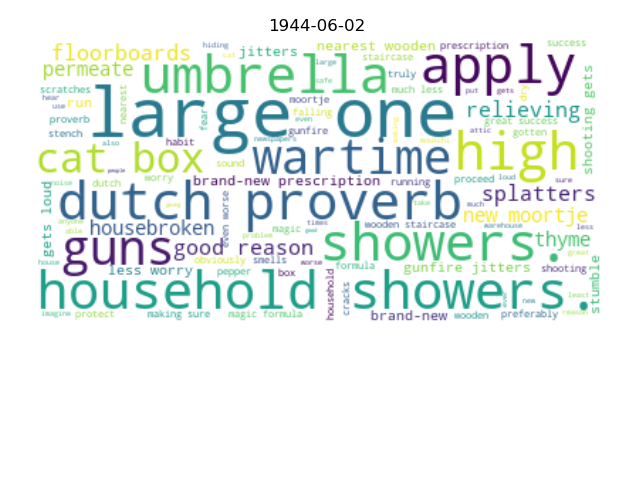 1944-06-02
floorboards
hiding
cat
jitters
nearest wooden
prescription
success
permeate
umbrella
staircase
large
truly
apply
safe
much less
put
gets
dry
shooting gets
scratches
hear
use
run
nearest
large one
moortje
falling
even
relieving
proverb
stench
fear
gunfire
making
great success
also
habit
newspapers
attic
gotten
cat box
people
sound
wartime
high
noise
dutch
worry
brand-new prescription
running
proceed
loud
sure
gets loud
dutch proverb
even worse
take
much
splatters
anyone
able
housebroken
magic
times
good
wooden staircase
warehouse
new moortje
less
guns
good reason
problem
showers.
thyme
house
obviously
smells
worse
formula
gunfire jitters
shooting
great
less worry
pepper
box
household
stumble
household
cracks
showers.
ever
new
least
imagine
protect
making sure
magic formula
brand-new
wooden
preferably
reason